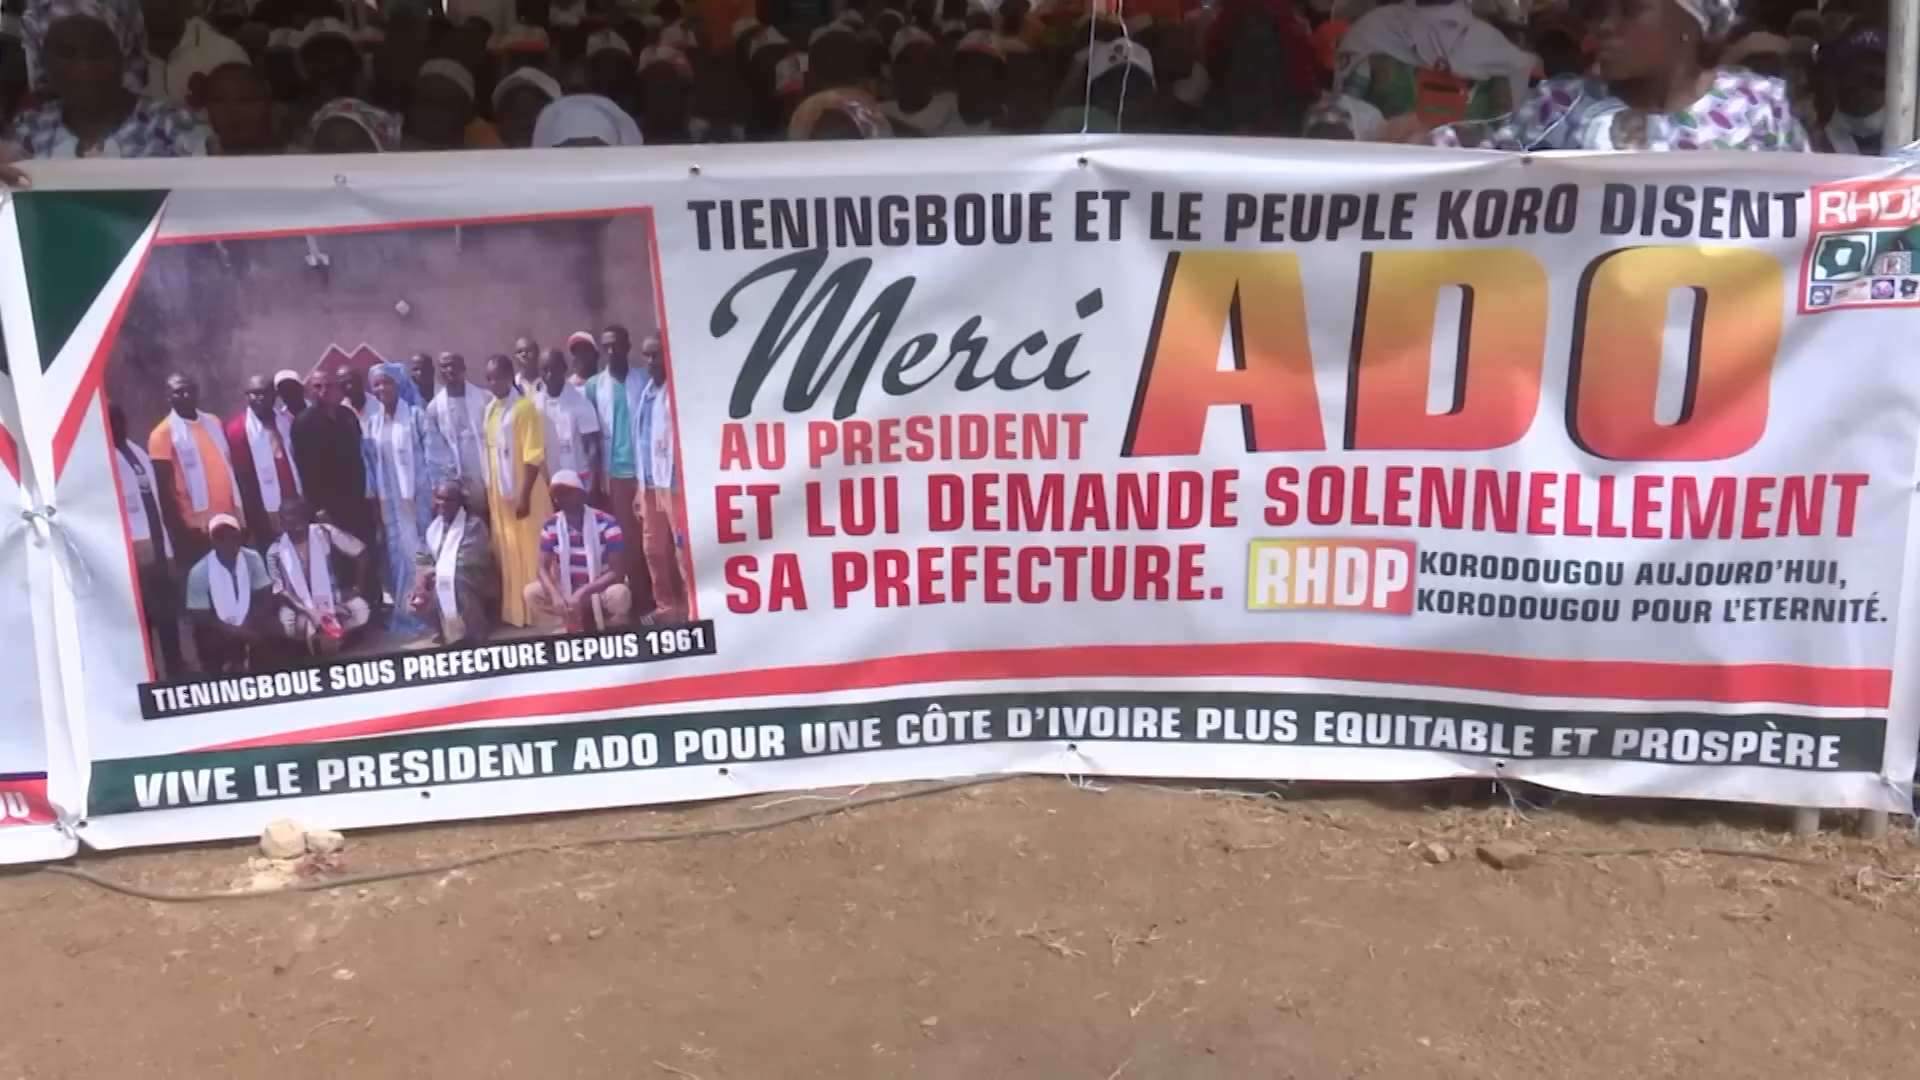 TIENINGBOUE ET LE PEUPLE KORO DISENT
Merci ADO
AU PRESIDENT
ET LUI DEMANDE SOLENNELLEMENT
SA PREFECTURE.
RHDP
KORODOUGOU AUJOURD'HUI,
KORODOUGOU POUR L'ETERNITÉ.
TIENINGBOUE SOUS PREFECTURE DEPUIS 1961
VIVE LE PRESIDENT ADO POUR UNE CÔTE D'IVOIRE PLUS EQUITABLE ET PROSPÈRE
RHDP
OU